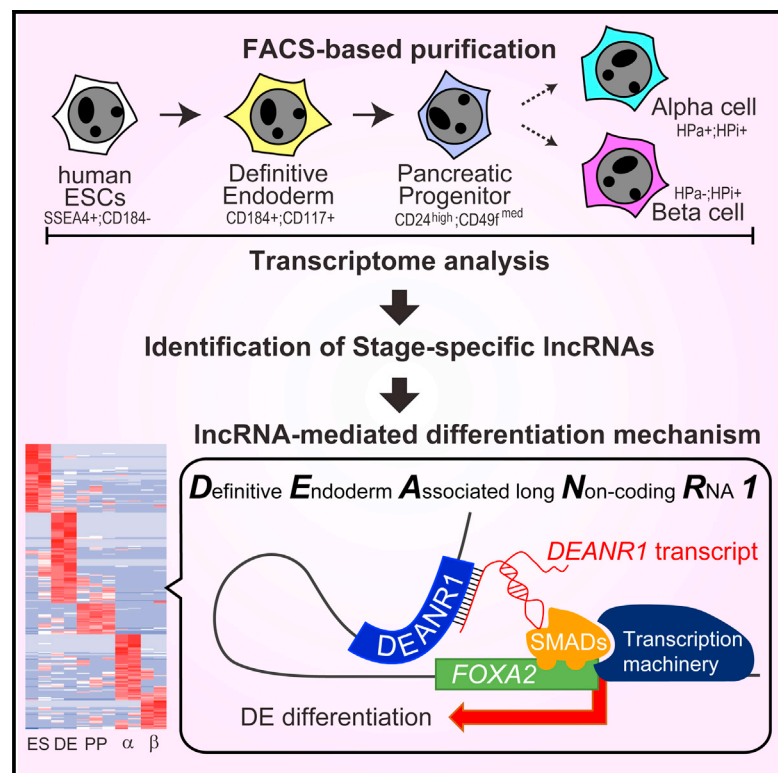 FACS-based purification
human
ESCs
SSEA4+;CD184-
Definitive
Endoderm
CD184+;CD117+
Pancreatic
Progenitor
CD24high;CD49fmed
Alpha cell
HPa+;HPi+
HPa-;HPi+
Beta cell
Transcriptome analysis
Identification of Stage-specific lncRNAs
lncRNA-mediated differentiation mechanism
Definitive Endoderm Associated long Non-coding RNA 1
DEANR1 transcript
DEANR1
SMADs
Transcription
machinery
FOXA2
DE differentiation
ES DE PP α β